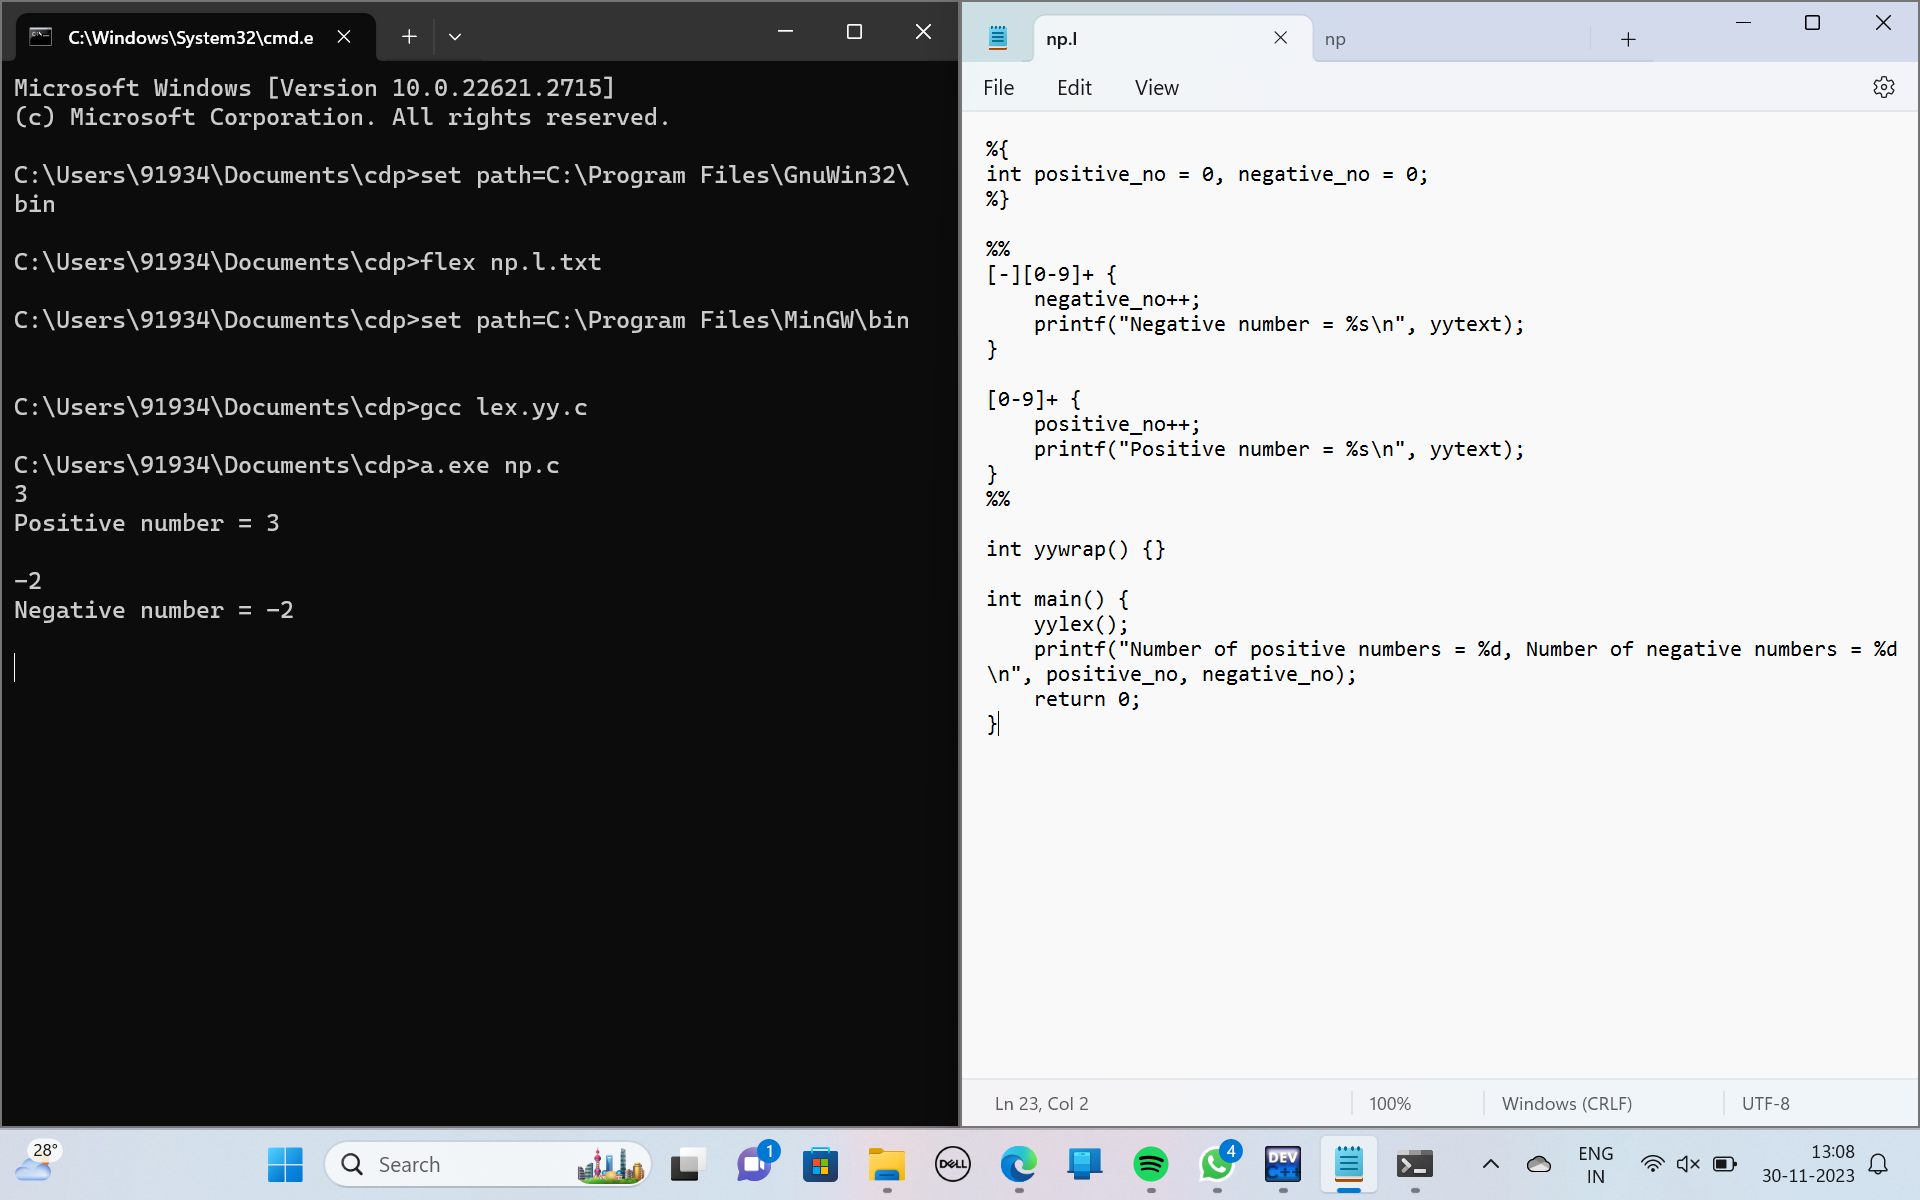 C:\Windows\System32\cmd.e
Microsoft Windows [Version 10.0.22621.2715]
(c) Microsoft Corporation. All rights reserved.
C:\Users\91934\Documents\cdp>set path=C:\Program Files\GnuWin32\
bin
C:\Users\91934\Documents\cdp>flex np.l.txt
C:\Users\91934\Documents\cdp>set path=C:\Program Files\MinGW\bin
C:\Users\91934\Documents\cdp>gcc lex.yy.c
C:\Users\91934\Documents\cdp>a.exe np.c
3
Positive number = 3
-2
Negative number = -2
np.l
np
File Edit View
%{
int positive_no = 0, negative_no = 0;
%}
%%
[-][0-9]+ {
    negative_no++;
    printf("Negative number = %s\n", yytext);
}
[0-9]+ {
    positive_no++;
    printf("Positive number = %s\n", yytext);
}
%%
int yywrap() {}
int main() {
    yylex();
    printf("Number of positive numbers = %d, Number of negative numbers = %d
\n", positive_no, negative_no);
    return 0;
}
Ln 23, Col 2
100%
Windows (CRLF)
UTF-8
28°
Search
1
DELL
4
DEV
C++
ENG
IN
13:08
30-11-2023